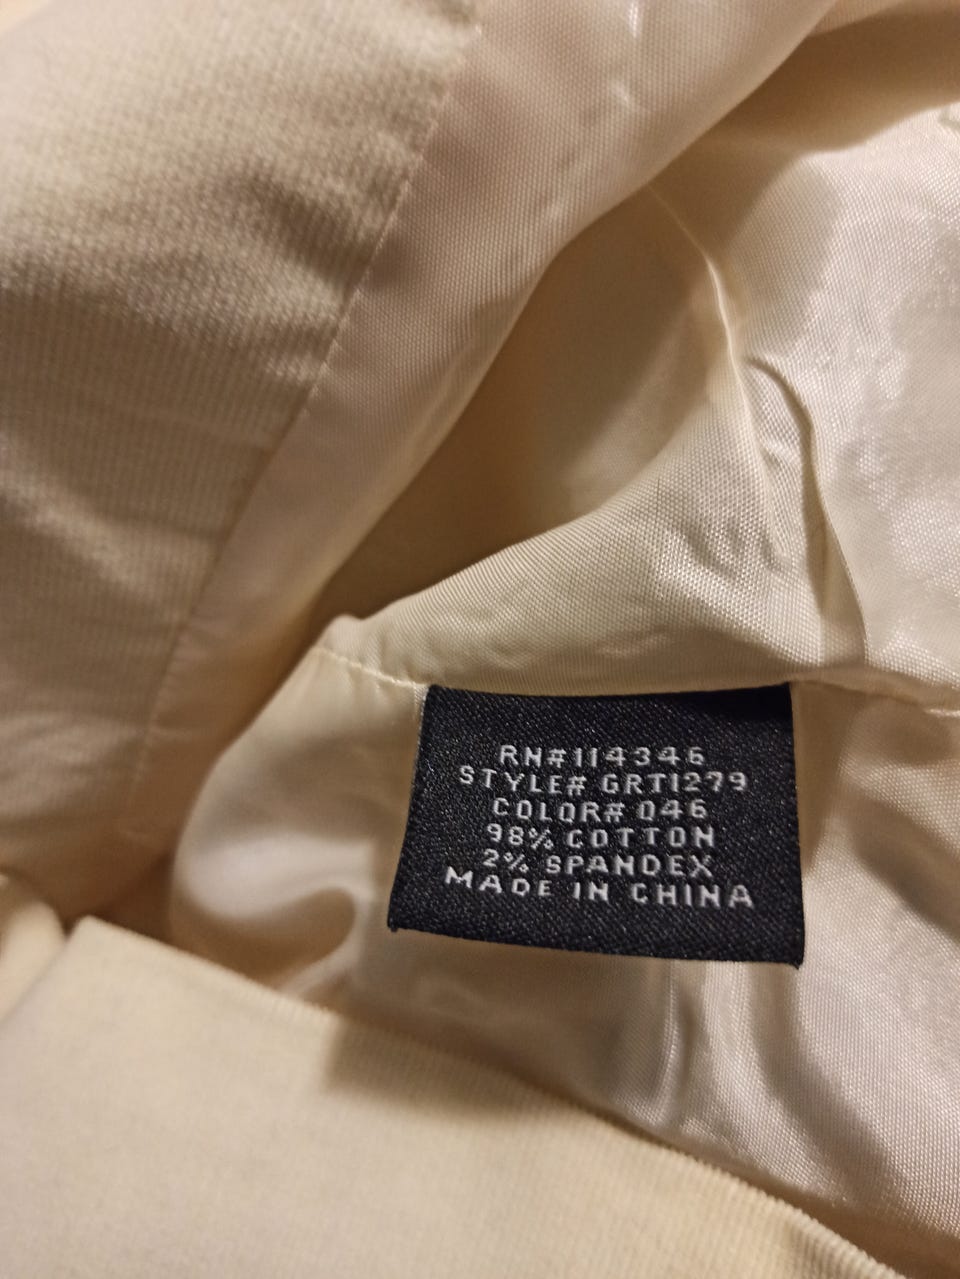 RN#114346
STYLE# GRT1279
COLOR# 046
98% COTTON
2% SPANDEX
MADE IN CHINA